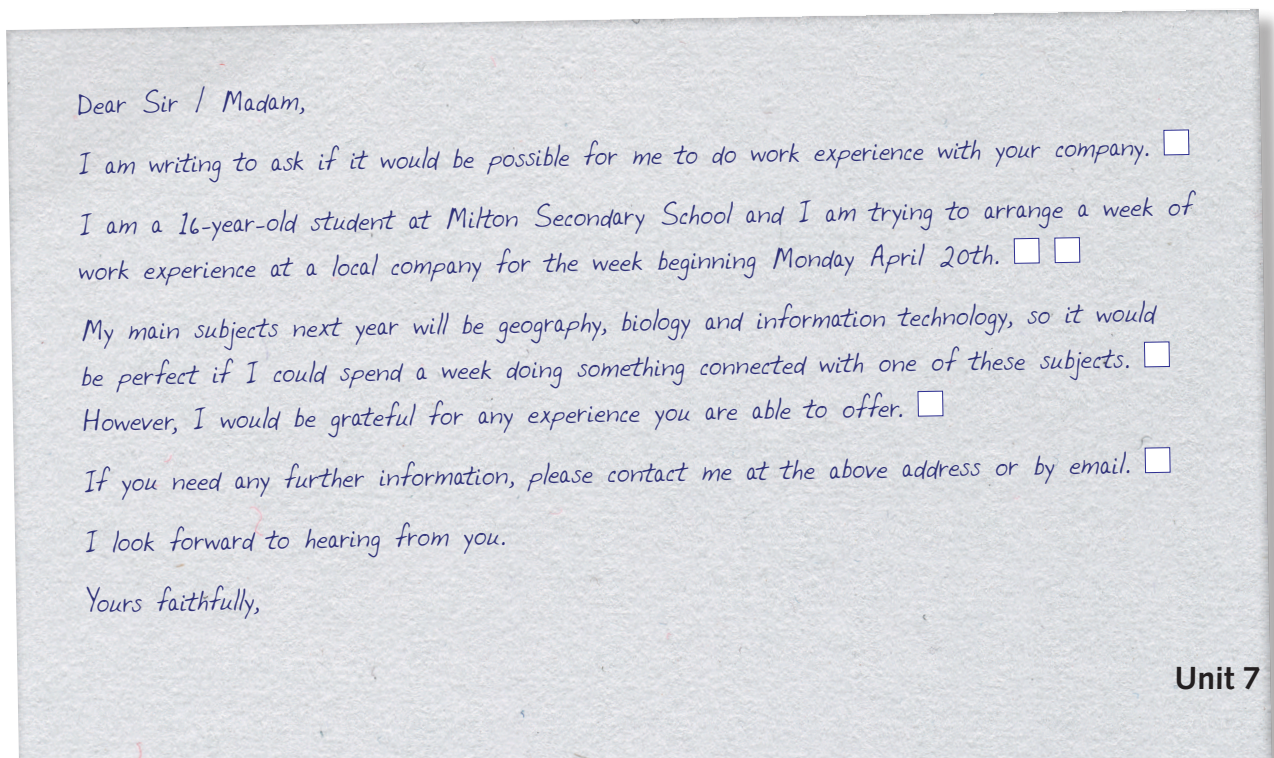 Dear Sir / Madam,
I am writing to ask if it would be possible for me to do work experience with your company.
I am a 16-year-old student at Milton Secondary School and I am trying to arrange a week of
work experience at a local company for the week beginning Monday April 20th.
My main subjects next year will be geography, biology and information technology, so it would
be perfect if I could spend a week doing something connected with one of these subjects.
However, I would be grateful for any experience you are able to offer.
If you need any further information, please contact me at the above address or by email.
I look forward to hearing from you.
Yours faithfully,
Unit 7